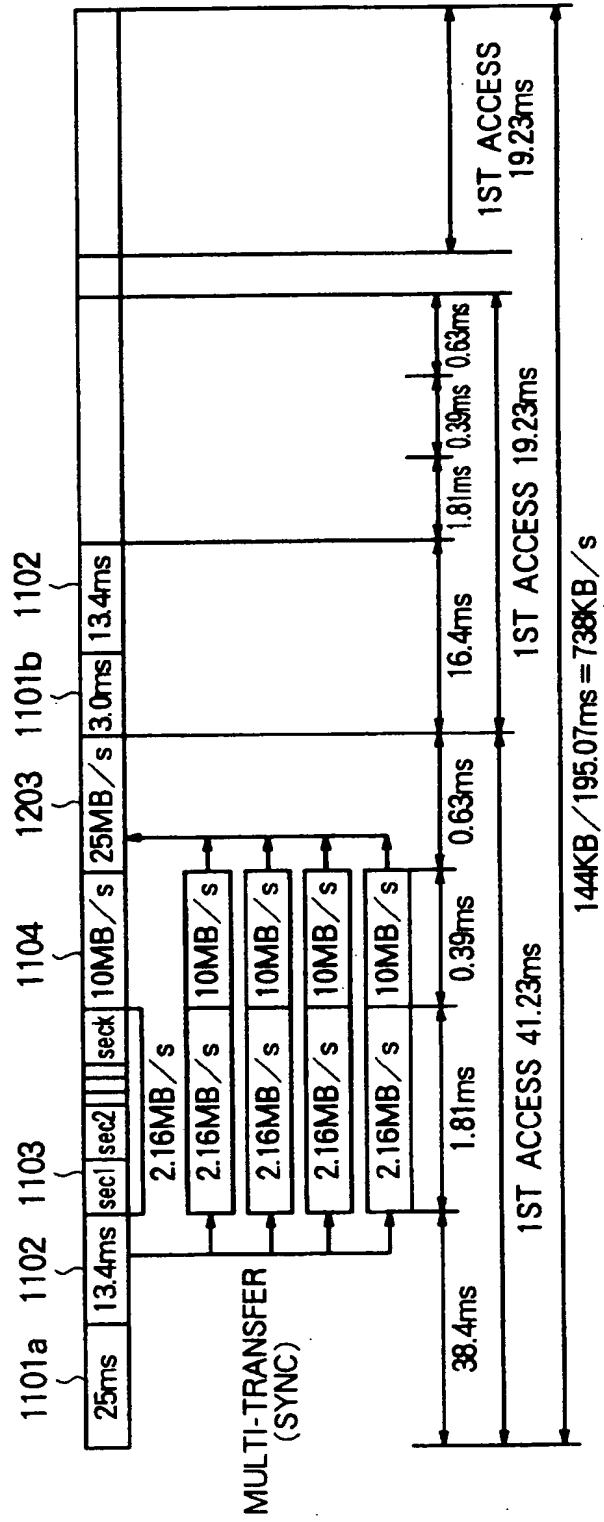 1101a 1102 1103 1104 1203 1101b 1102
25ms 13.4ms sec1 sec2 seck 10MB/s 25MB/s 3.0ms 13.4ms
2.16MB/s
MULTI-TRANSFER
(SYNC)
2.16MB/s 10MB/s
2.16MB/s 10MB/s
2.16MB/s 10MB/s
2.16MB/s 10MB/s
38.4ms 1.81ms 0.39ms 0.63ms 16.4ms 1.81ms 0.39ms 0.63ms
1ST ACCESS 41.23ms 1ST ACCESS 19.23ms
1ST ACCESS
19.23ms
144KB/195.07ms=738KB/s